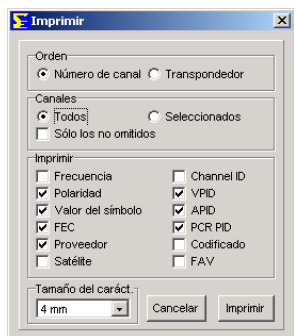 Imprimir
Orden
Número de canal Transpondedor
Canales
Todos Seleccionados
Sólo los no omitidos
Imprimir
Frecuencia Channel ID
Polaridad VPID
Valor del símbolo APID
FEC PCR PID
Proveedor Codificado
Satélite FAV
Tamaño del caráct.
4 mm Cancelar Imprimir